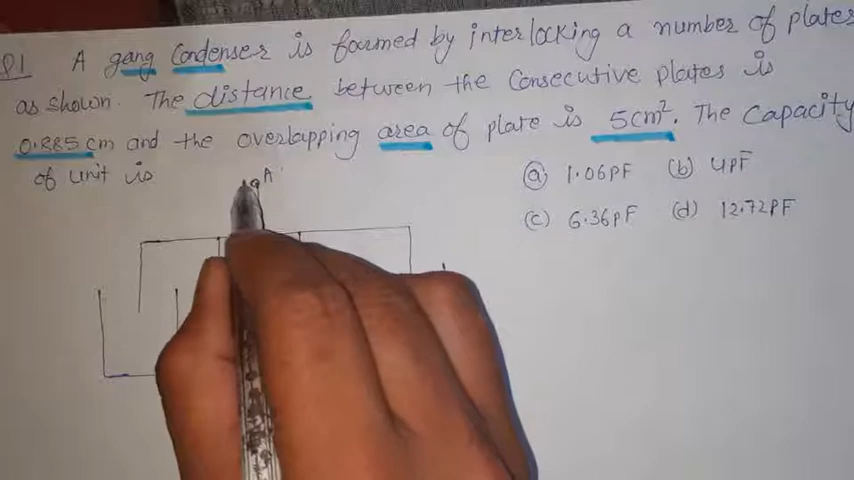 Q1 A gang Condenser is formed by interlocking a number of plates
as shown. The distance between the Consecutive plates is
0.885 cm and the overlapping area of plate is 5cm². The Capacity
of unit is
A
(a) 1.06PF (b) 4PF
(c) 6.36PF (d) 12.72PF